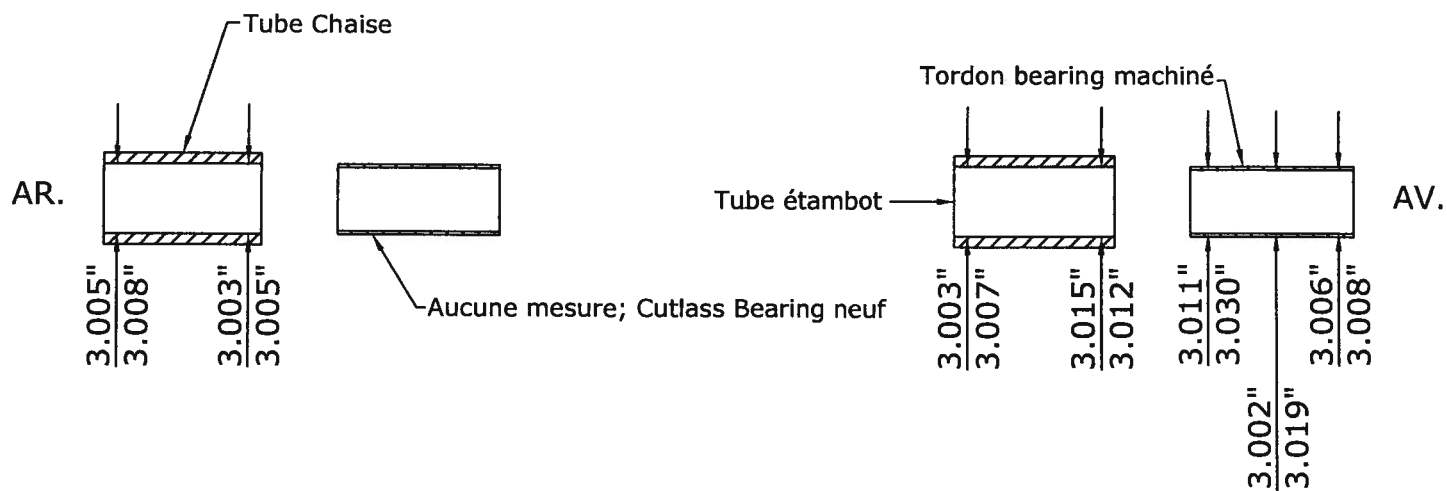 Tube Chaise
Tordon bearing machiné
AR.
Tube étambot
AV.
Aucune mesure; Cutlass Bearing neuf
3.005"
3.008"
3.003"
3.005"
3.003"
3.007"
3.015"
3.012"
3.011"
3.030"
3.002"
3.019"
3.006"
3.008"